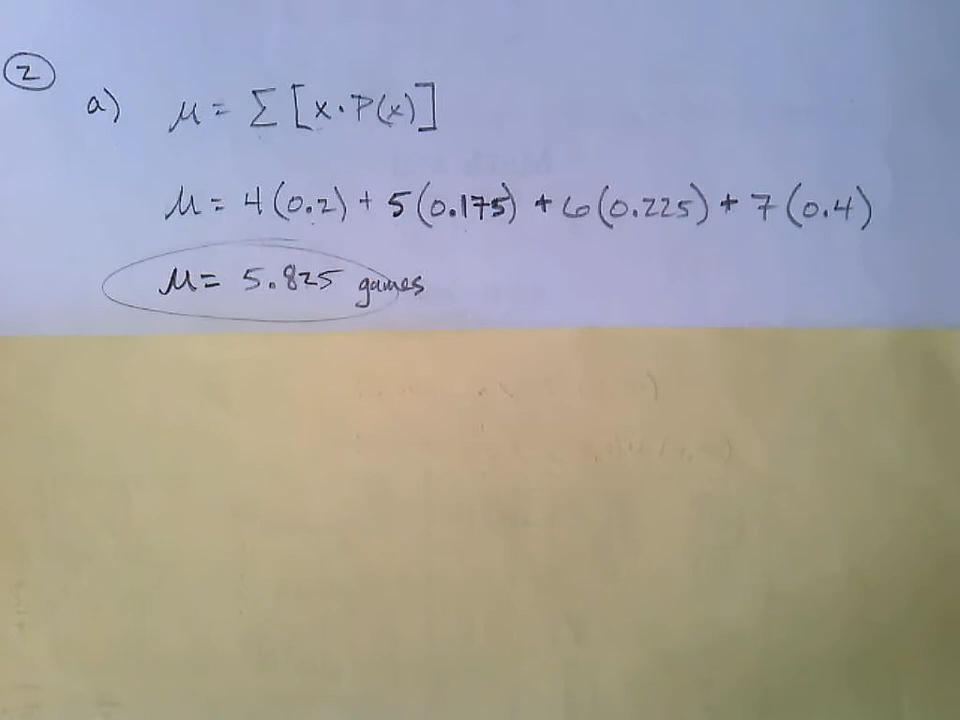 2
a) μ = Σ [x·P(x)]
μ = 4(0.2) + 5(0.175) + 6(0.225) + 7(0.4)
μ = 5.825 games